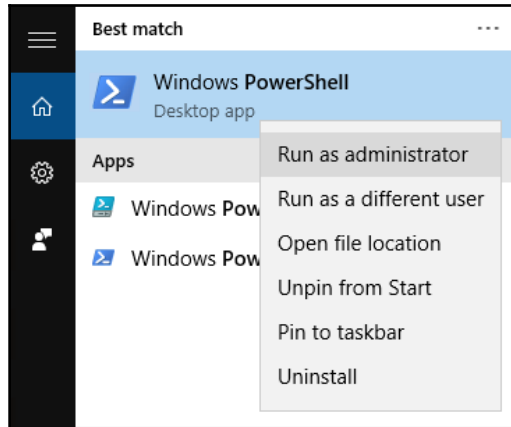 Best match
Windows PowerShell
Desktop app
Apps
Windows Pow
Windows Pow
Run as administrator
Run as a different user
Open file location
Unpin from Start
Pin to taskbar
Uninstall